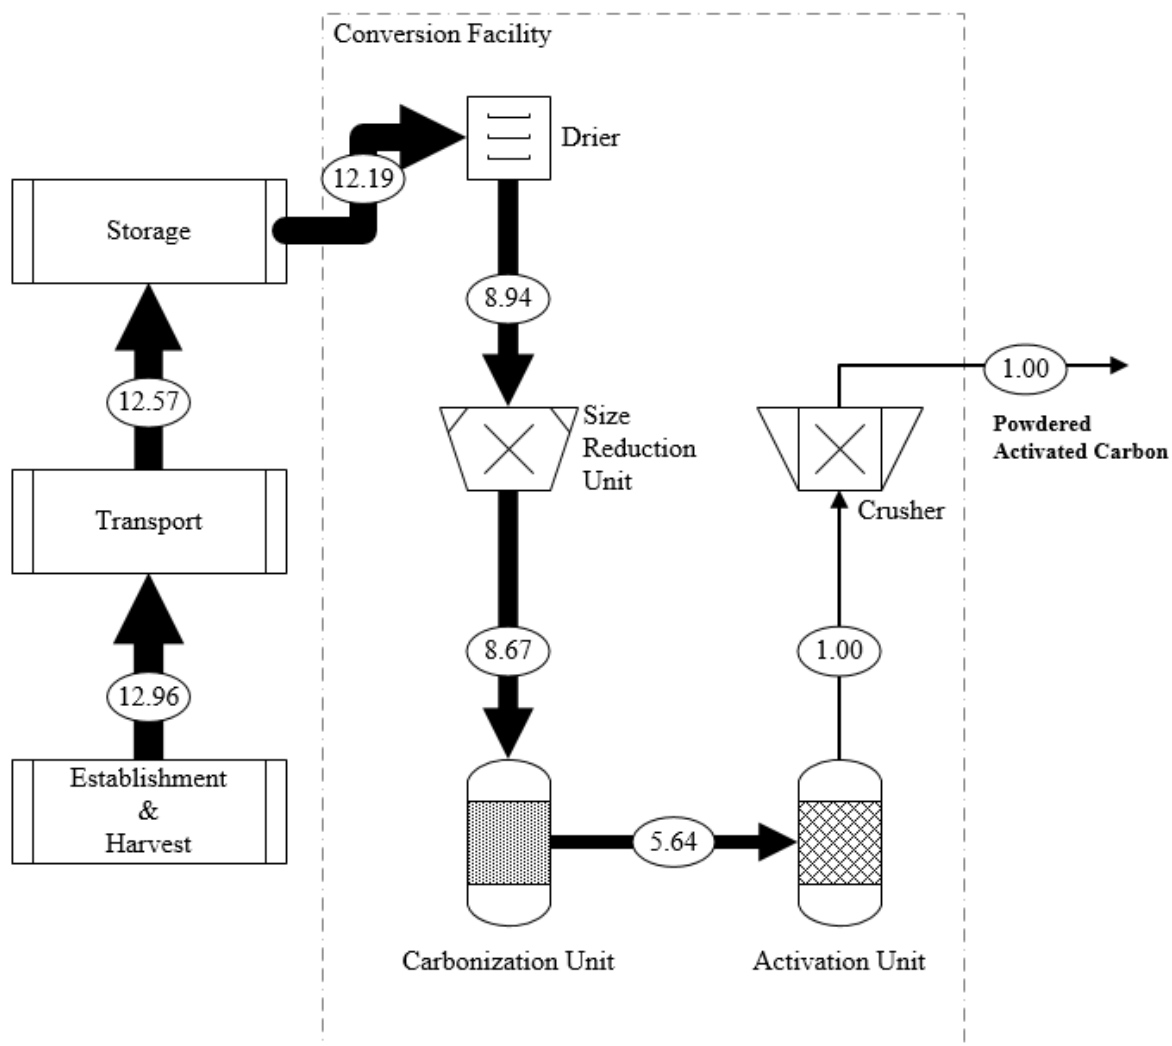 Conversion Facility
Drier
12.19
Storage
8.94
1.00
12.57
Size
Reduction
Unit
Powdered
Activated Carbon
Crusher
Transport
8.67
1.00
12.96
Establishment
&
Harvest
5.64
Carbonization Unit
Activation Unit